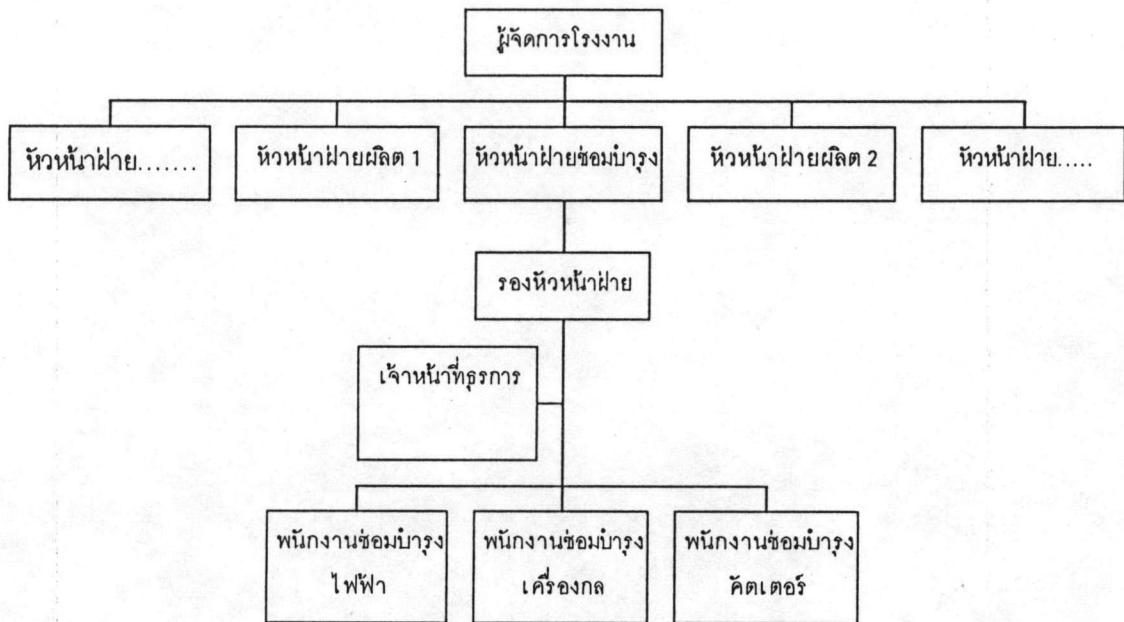 ผู้จัดการโรงงาน
หัวหน้าฝ่าย.......
หัวหน้าฝ่ายผลิต 1
หัวหน้าฝ่ายซ่อมบำรุง
หัวหน้าฝ่ายผลิต 2
หัวหน้าฝ่าย.....
รองหัวหน้าฝ่าย
เจ้าหน้าที่ธุรการ
พนักงานซ่อมบำรุง
ไฟฟ้า
พนักงานซ่อมบำรุง
เครื่องกล
พนักงานซ่อมบำรุง
คัตเตอร์